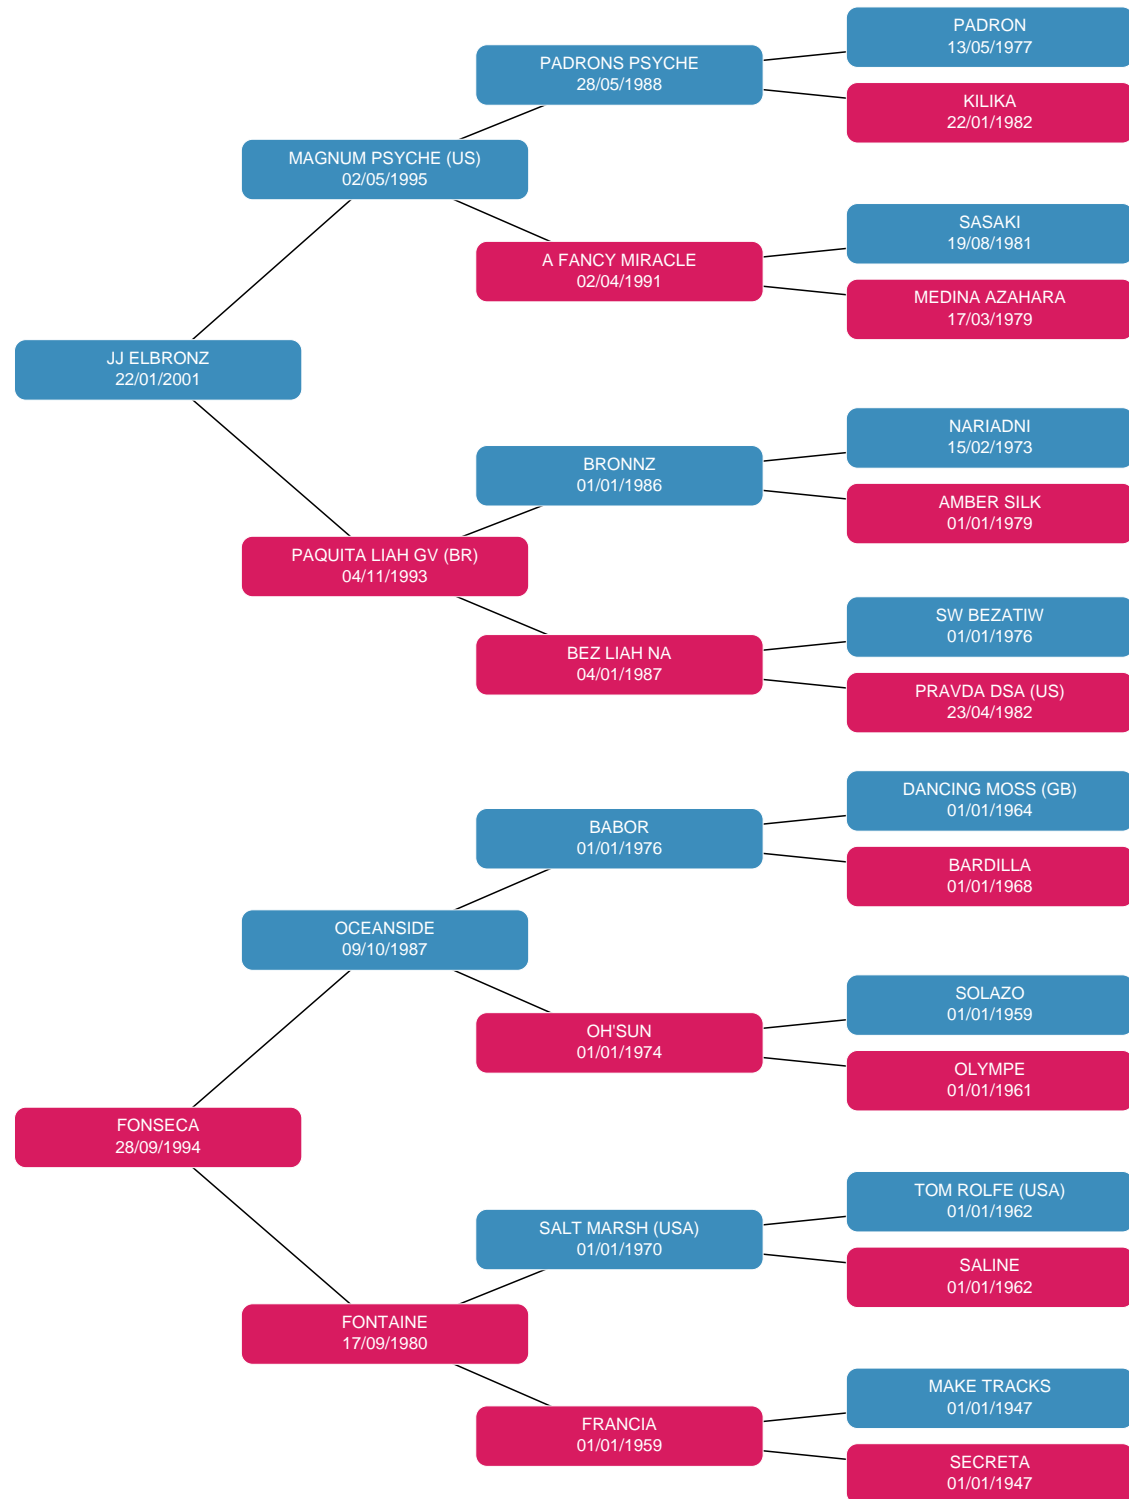 PADRON
13/05/1977
PADRONS PSYCHE
28/05/1988
KILIKA
22/01/1982
MAGNUM PSYCHE (US)
02/05/1995
SASAKI
19/08/1981
A FANCY MIRACLE
02/04/1991
MEDINA AZAHARA
17/03/1979
JJ ELBRONZ
22/01/2001
NARIADNI
15/02/1973
BRONNZ
01/01/1986
AMBER SILK
01/01/1979
PAQUITA LIAH GV (BR)
04/11/1993
SW BEZATIW
01/01/1976
BEZ LIAH NA
04/01/1987
PRAVDA DSA (US)
23/04/1982
DANCING MOSS (GB)
01/01/1964
BABOR
01/01/1976
BARDILLA
01/01/1968
OCEANSIDE
09/10/1987
SOLAZO
01/01/1959
OH'SUN
01/01/1974
OLYMPE
01/01/1961
FONSECA
28/09/1994
TOM ROLFE (USA)
01/01/1962
SALT MARSH (USA)
01/01/1970
SALINE
01/01/1962
FONTAINE
17/09/1980
MAKE TRACKS
01/01/1947
FRANCIA
01/01/1959
SECRETA
01/01/1947